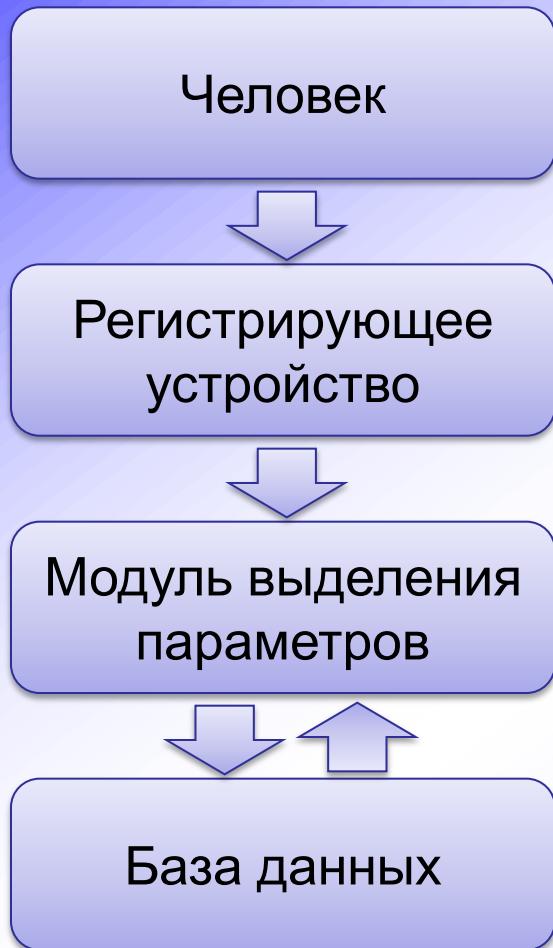 Человек
Регистрирующее
устройство
Модуль выделения
параметров
База данных